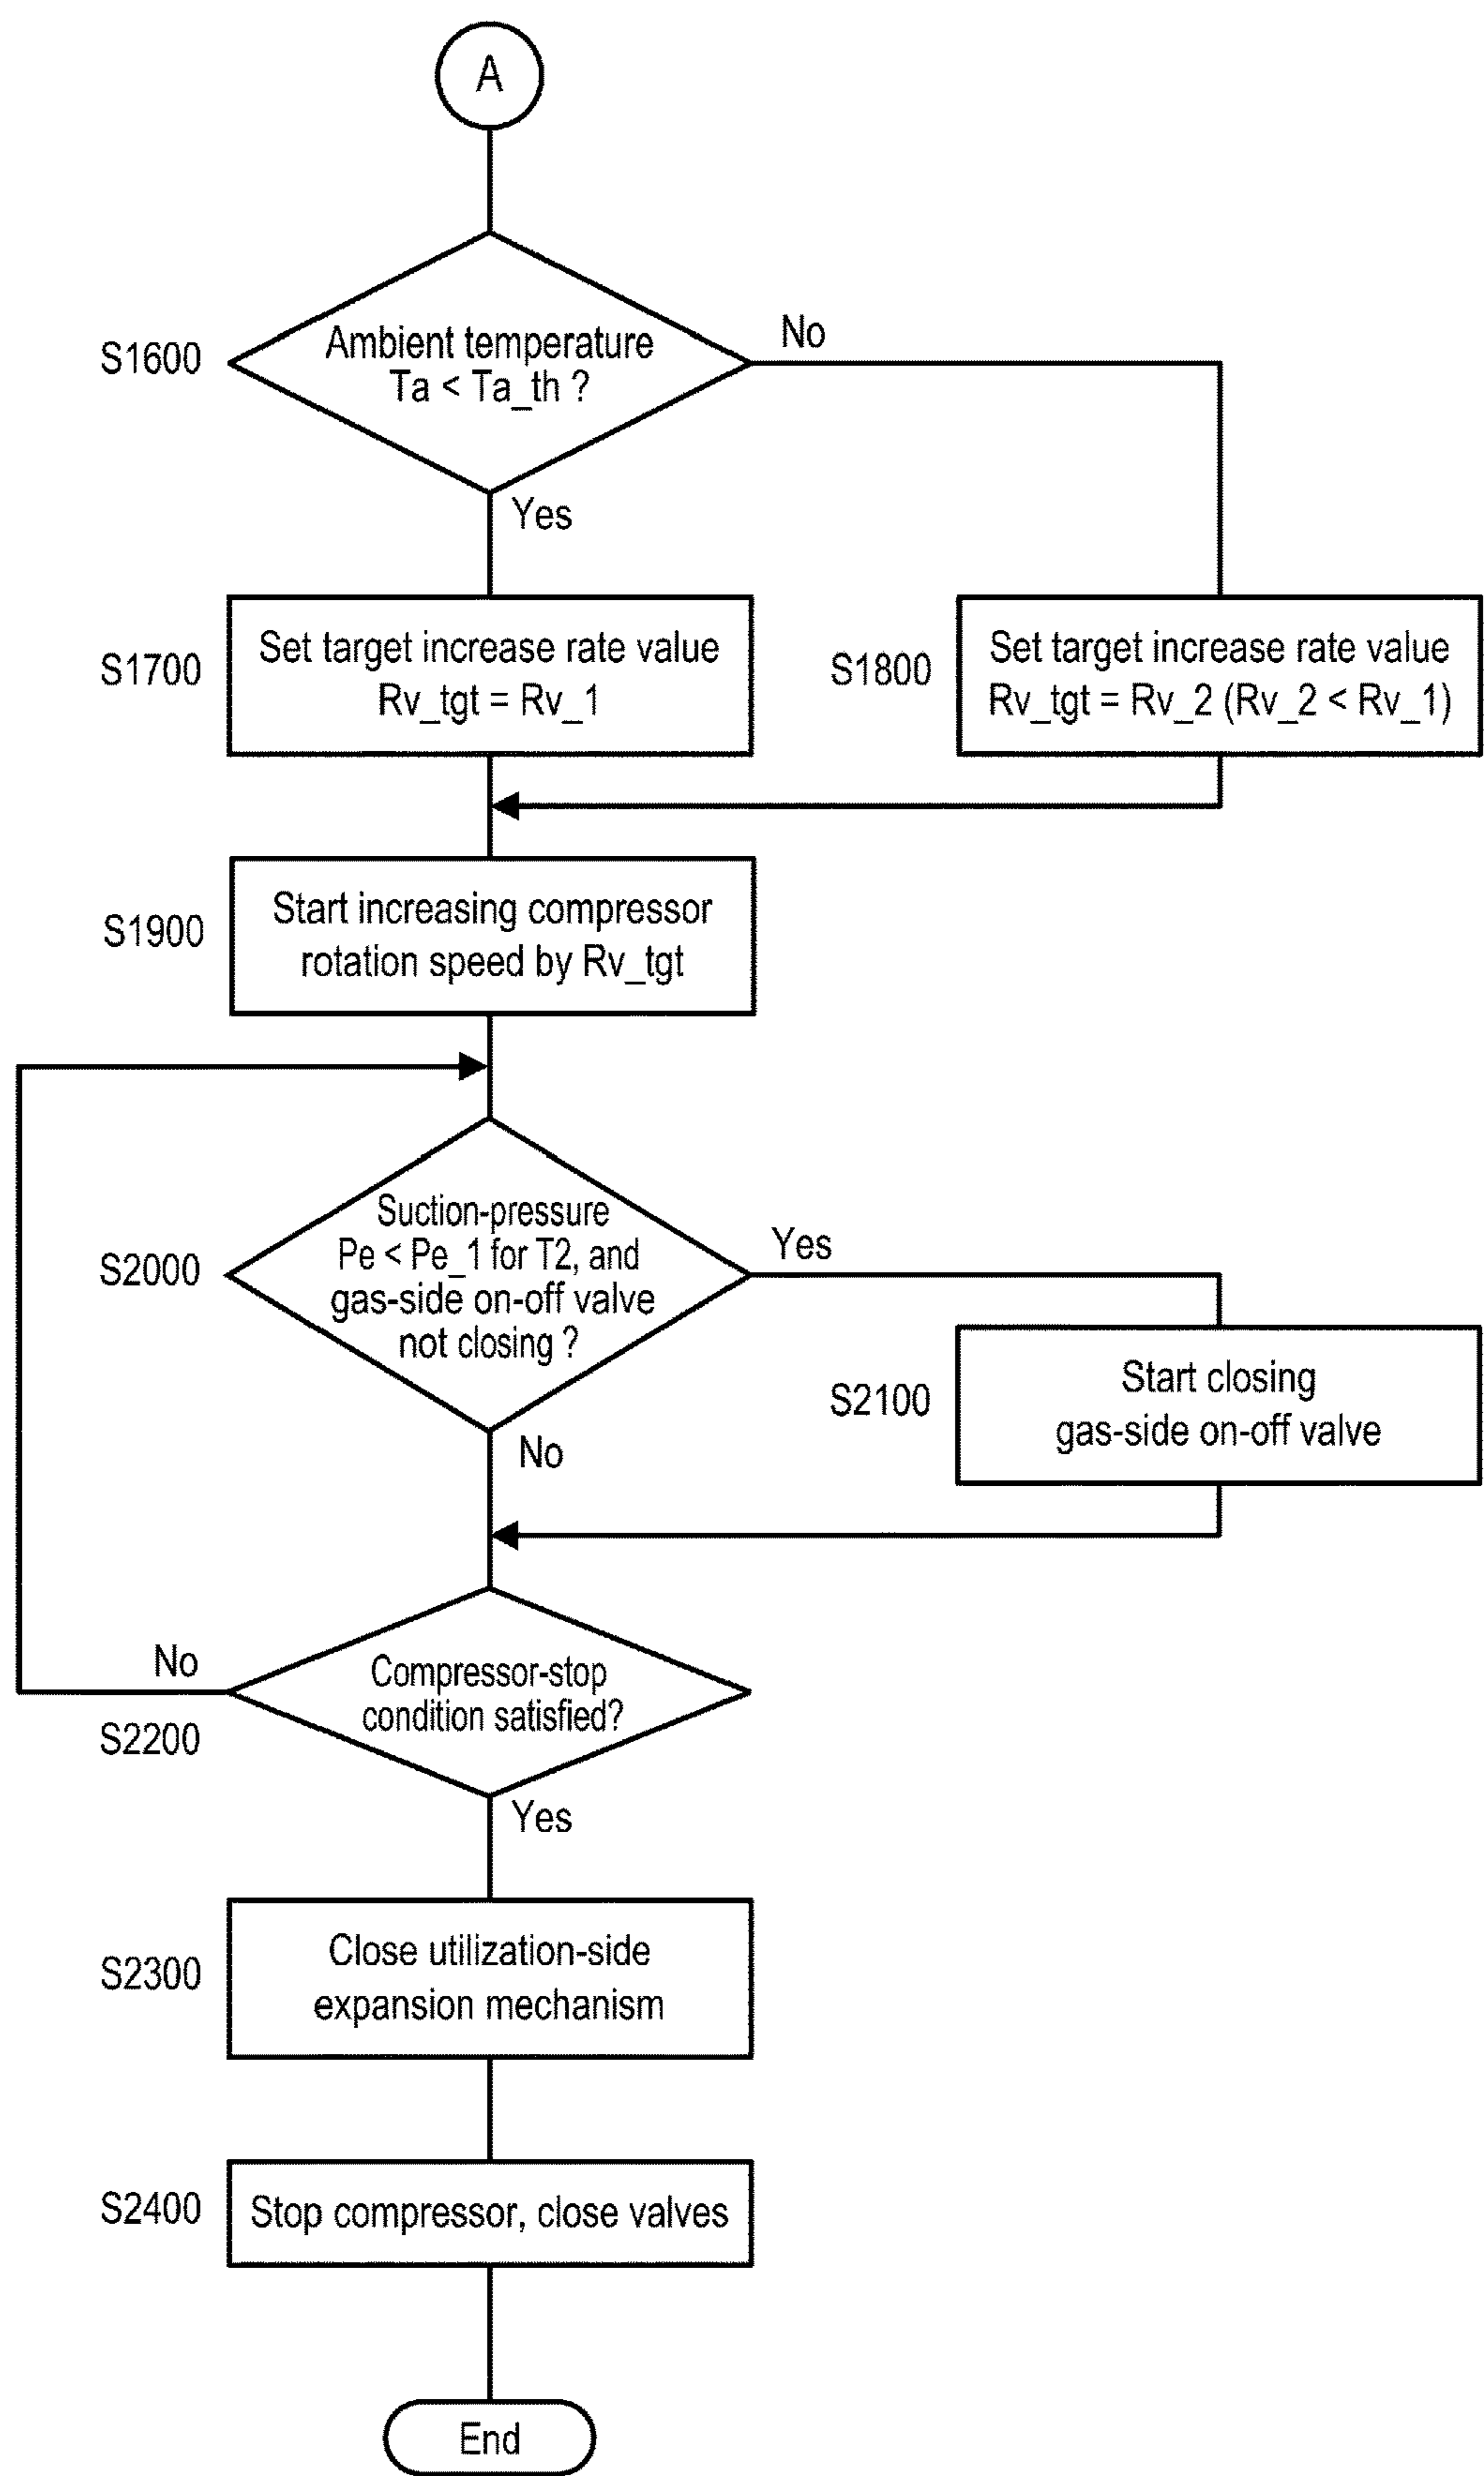 A
S1600
Ambient temperature
Ta < Ta_th ?
No
Yes
S1700
Set target increase rate value
Rv_tgt = Rv_1
S1800
Set target increase rate value
Rv_tgt = Rv_2 (Rv_2 < Rv_1)
S1900
Start increasing compressor
rotation speed by Rv_tgt
S2000
Suction-pressure
Pe < Pe_1 for T2, and
gas-side on-off valve
not closing ?
Yes
No
S2100
Start closing
gas-side on-off valve
No
S2200
Compressor-stop
condition satisfied?
Yes
S2300
Close utilization-side
expansion mechanism
S2400
Stop compressor, close valves
End